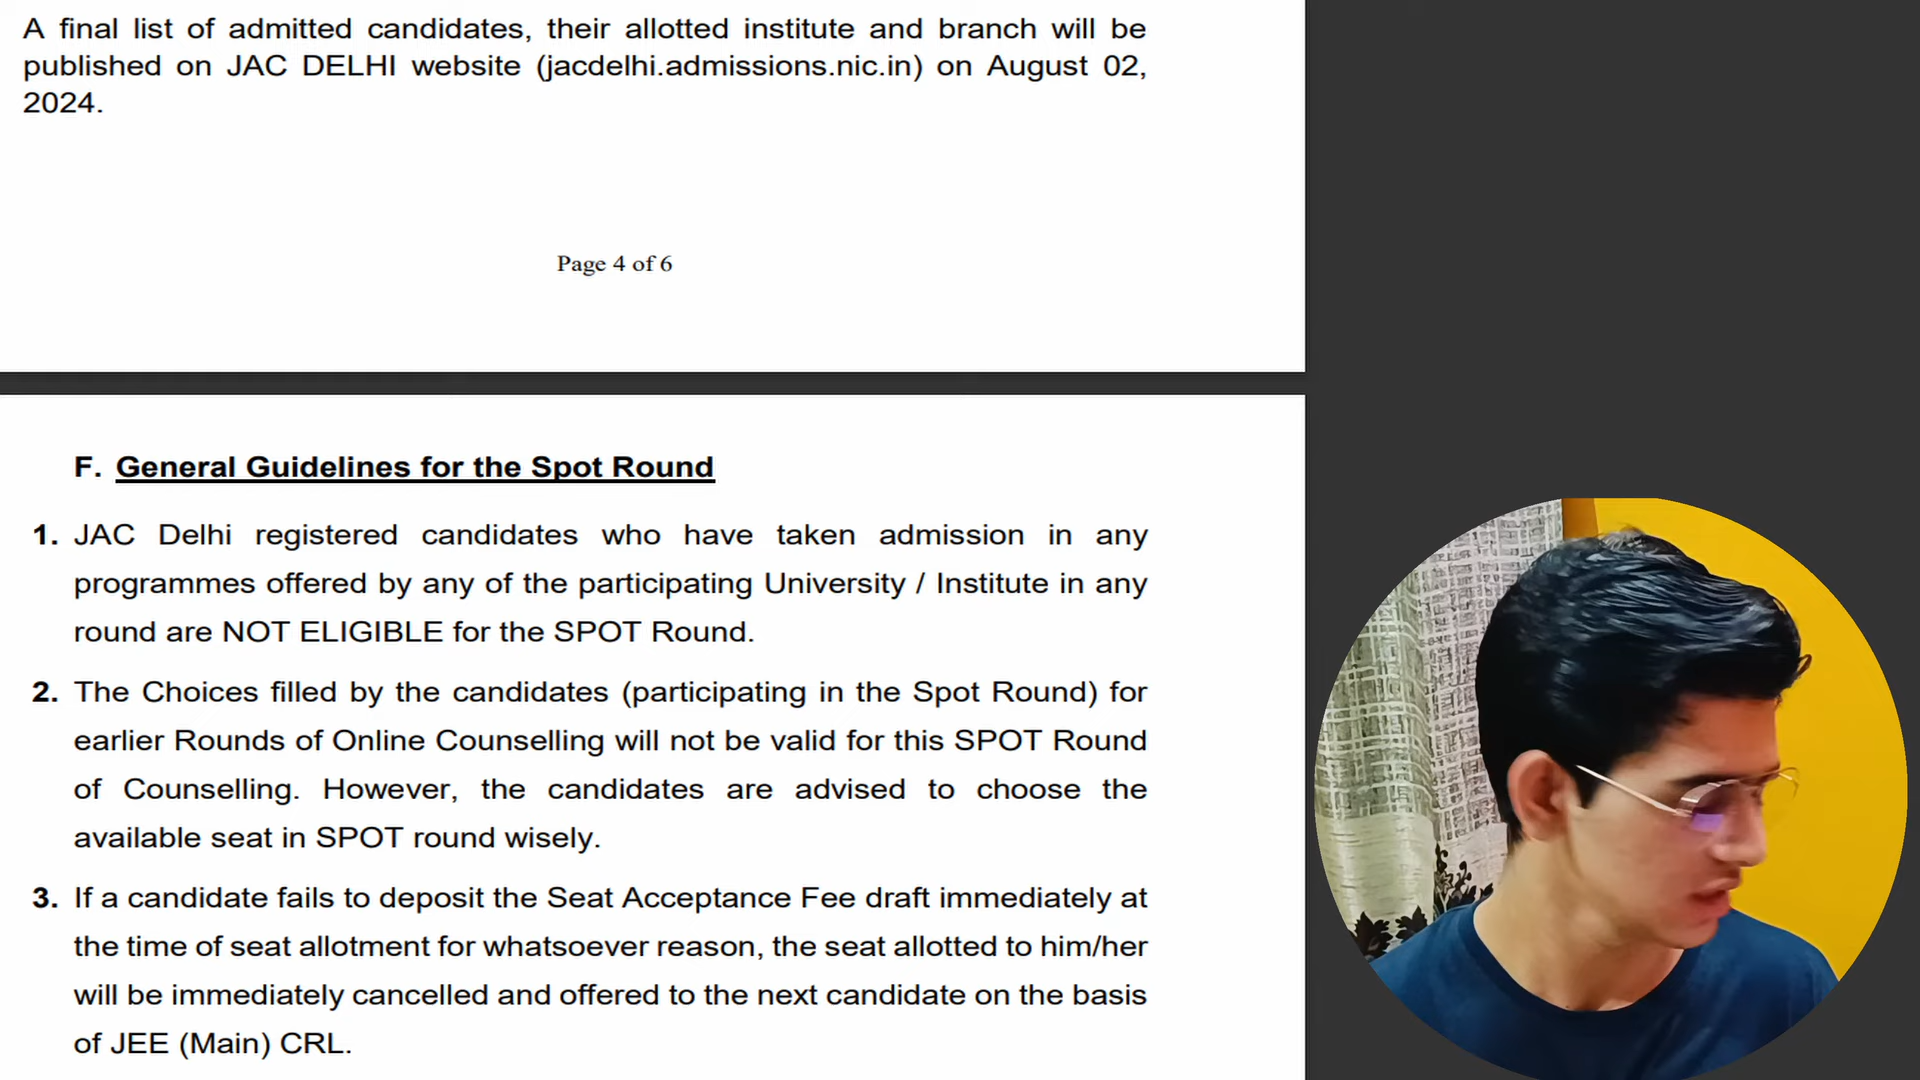 A final list of admitted candidates, their allotted institute and branch will be
published on JAC DELHI website (jacdelhi.admissions.nic.in) on August 02,
2024.
Page 4 of 6
F. General Guidelines for the Spot Round
1. JAC Delhi registered candidates who have taken admission in any
programmes offered by any of the participating University / Institute in any
round are NOT ELIGIBLE for the SPOT Round.
2. The Choices filled by the candidates (participating in the Spot Round) for
earlier Rounds of Online Counselling will not be valid for this SPOT Round
of Counselling. However, the candidates are advised to choose the
available seat in SPOT round wisely.
3. If a candidate fails to deposit the Seat Acceptance Fee draft immediately at
the time of seat allotment for whatsoever reason, the seat allotted to him/her
will be immediately cancelled and offered to the next candidate on the basis
of JEE (Main) CRL.